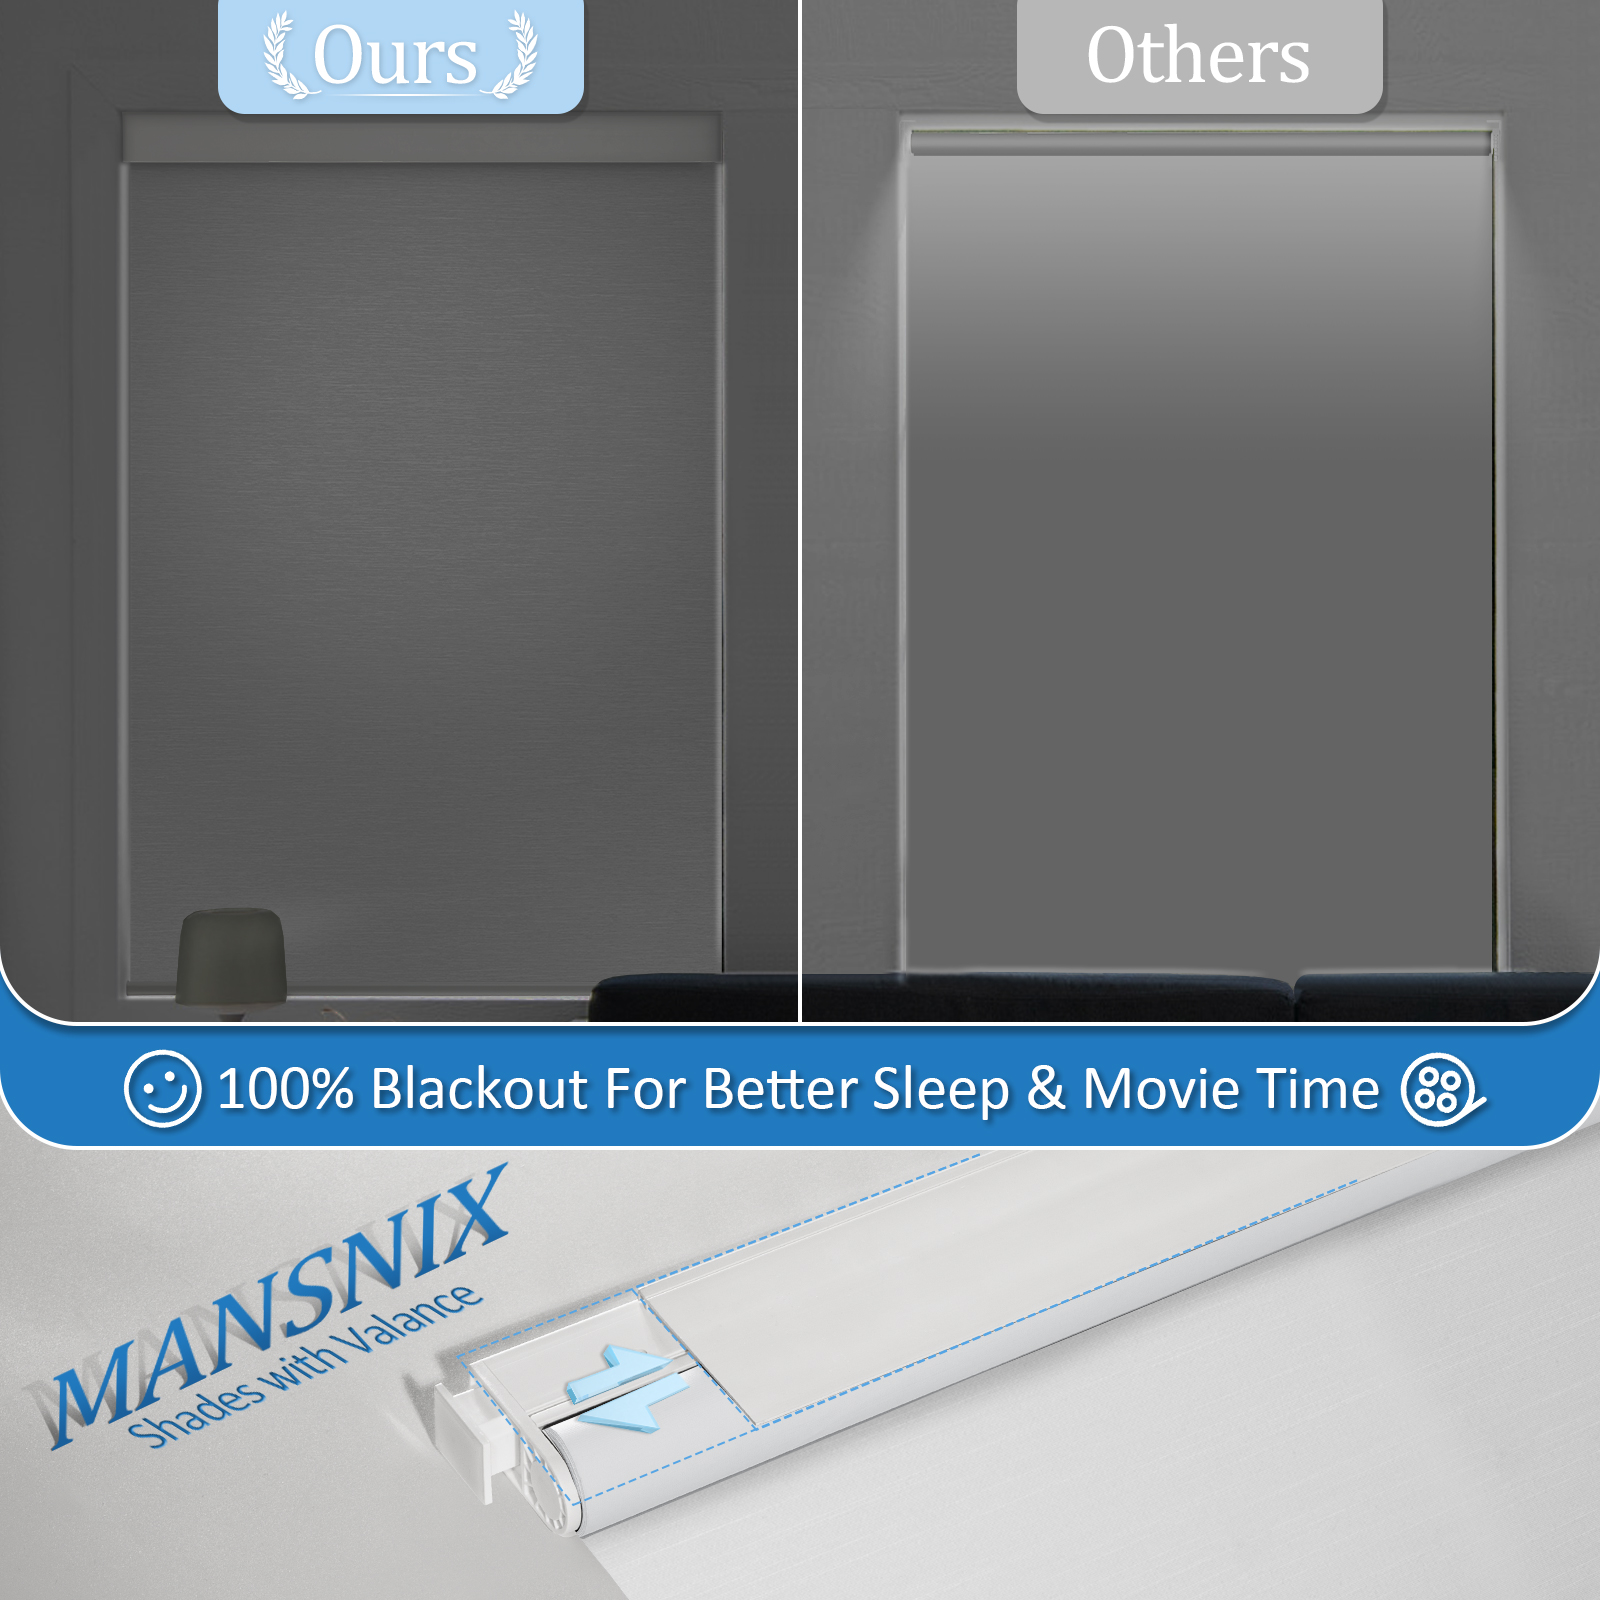 Ours
Others
100% Blackout For Better Sleep & Movie Time
MANSNIX
Shades with Valance